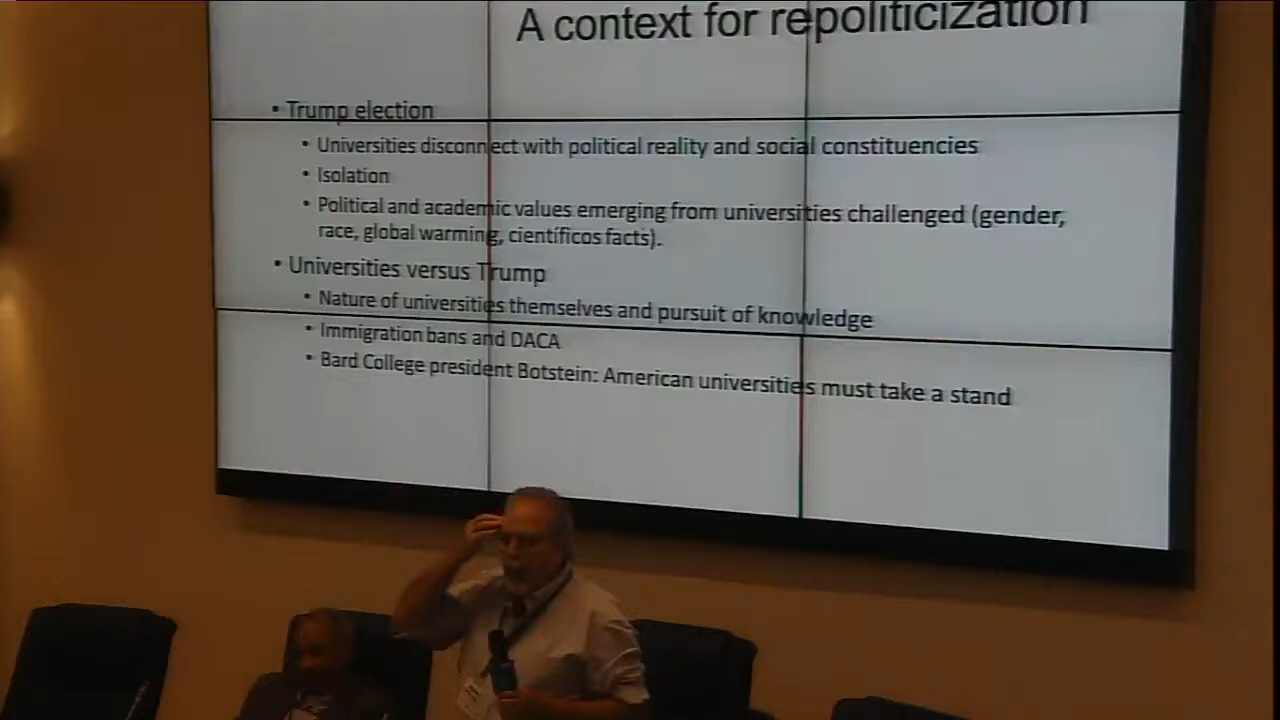 A context for repoliticization
• Trump election
• Universities disconnect with political reality and social constituencies
• Isolation
• Political and academic values emerging from universities challenged (gender,
race, global warming, científicos facts).
• Universities versus Trump
• Nature of universities themselves and pursuit of knowledge
• Immigration bans and DACA
• Bard College president Botstein: American universities must take a stand